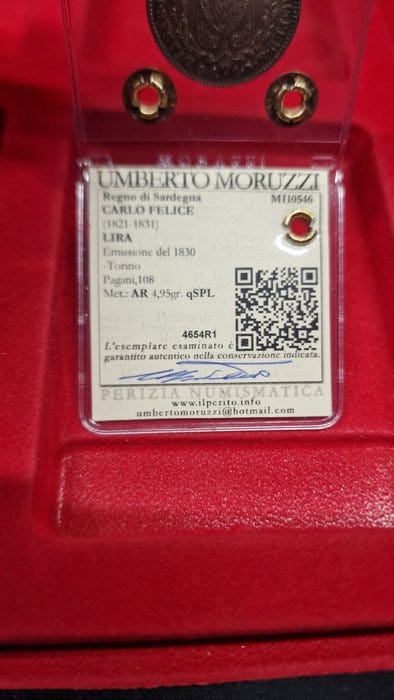 UMBERTO MORUZZI
Regno di Sardegna M110546
CARLO FELICE
(1821-1831)
LIRA
Emissione del 1830
-Torino
Pagani,108
Met.: AR 4,95gr. qSPL
4654R1
L'esemplare esaminato è
garantito autentico nella conservazione indicata.
PERIZIA NUMISMATICA
www.ilperito.info
umbertomoruzzi@hotmail.com